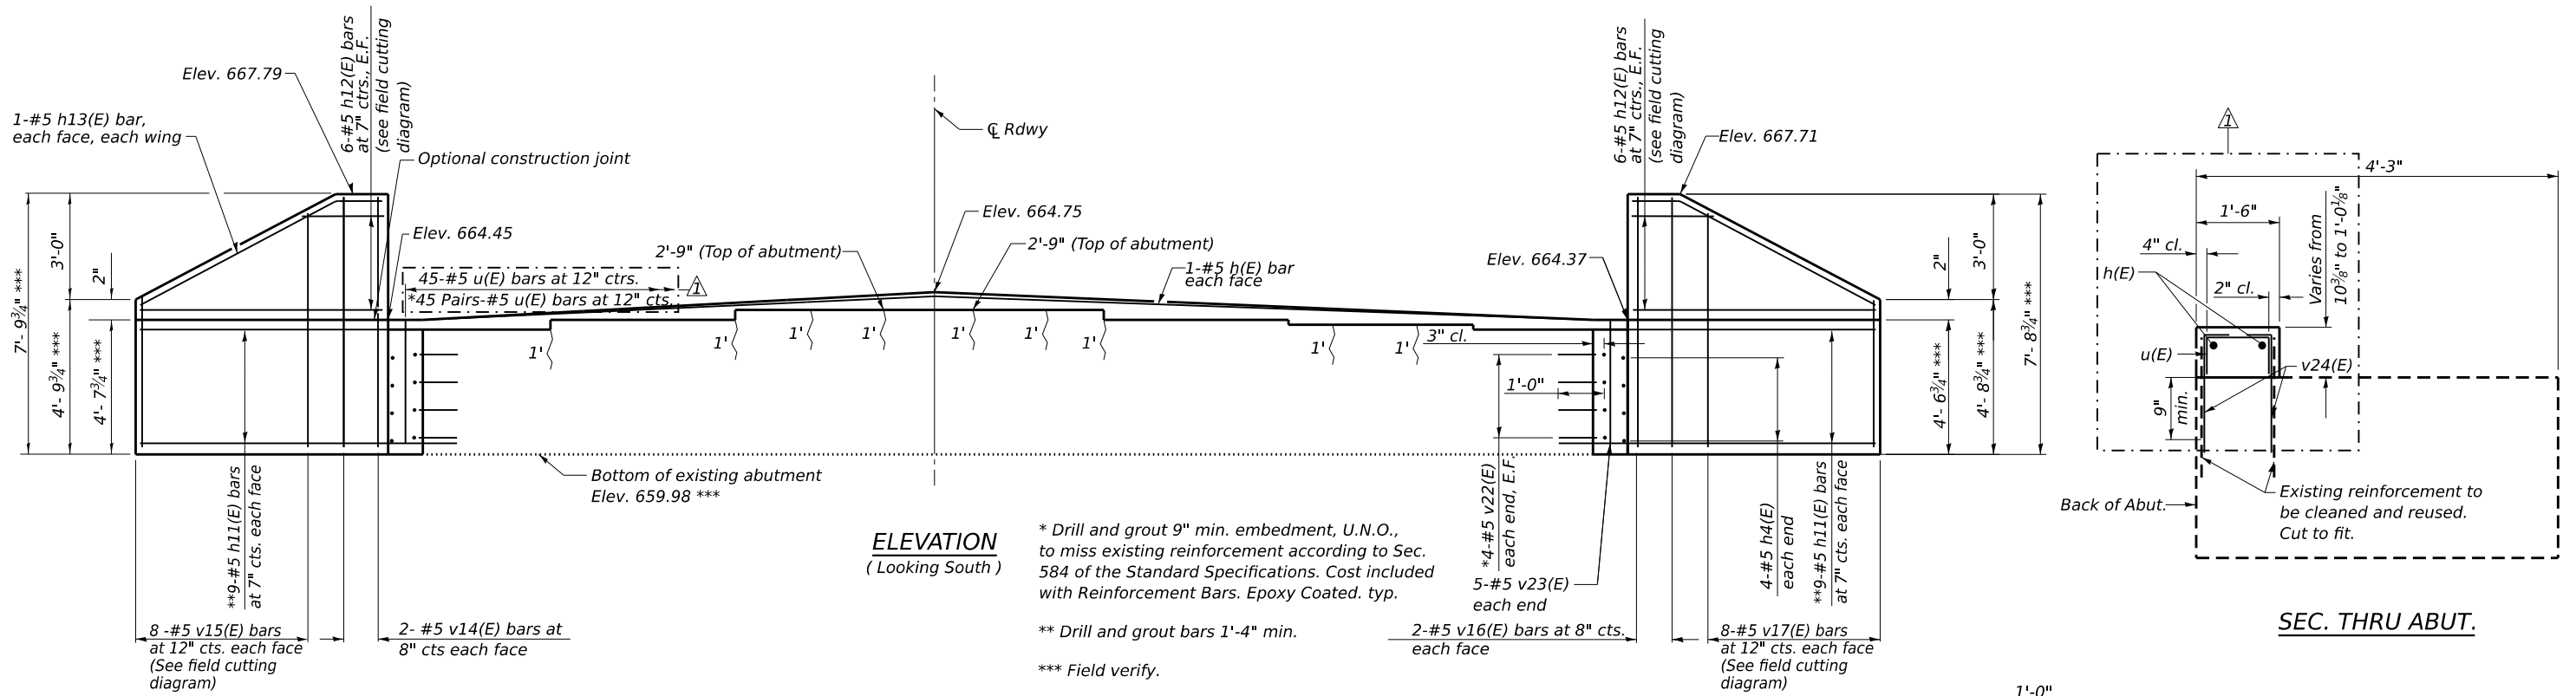 6-#5 h12(E) bars
at 7" ctrs., E.F.
(see field cutting
diagram)
Elev. 667.79
1-#5 h13(E) bar,
each face, each wing
Optional construction joint
Elev. 664.45
2'-9" (Top of abutment)
45-#5 u(E) bars at 12" ctrs.
*45 Pairs-#5 u(E) bars at 12" cts.
1
℄ Rdwy
Elev. 664.75
2'-9" (Top of abutment)
1-#5 h(E) bar
each face
Elev. 664.37
6-#5 h12(E) bars
at 7" ctrs., E.F.
(see field cutting
diagram)
Elev. 667.71
7'- 9¾" ***
3'-0"
2"
4'- 9¾" ***
4'- 7¾" ***
1'
1'
1'
1'
1'
1'
1'
1'
1'
3" cl.
1'-0"
2"
3'-0"
4'- 6¾" ***
4'- 8¾" ***
7'- 8¾" ***
**9-#5 h11(E) bars
at 7" cts. each face
Bottom of existing abutment
Elev. 659.98 ***
8 -#5 v15(E) bars
at 12" cts. each face
(See field cutting
diagram)
2- #5 v14(E) bars at
8" cts each face
ELEVATION
( Looking South )
* Drill and grout 9" min. embedment, U.N.O.,
to miss existing reinforcement according to Sec.
584 of the Standard Specifications. Cost included
with Reinforcement Bars. Epoxy Coated. typ.
** Drill and grout bars 1'-4" min.
*** Field verify.
*4-#5 v22(E)
each end, E.F.
5-#5 v23(E)
each end
4-#5 h4(E)
each end
**9-#5 h11(E) bars
at 7" cts. each face
2-#5 v16(E) bars at 8" cts.
each face
8-#5 v17(E) bars
at 12" cts. each face
(See field cutting
diagram)
1
4'-3"
1'-6"
4" cl.
h(E)
2" cl.
Varies from
10⅜" to 1'-0⅛"
u(E)
v24(E)
9"
min.
Back of Abut.
Existing reinforcement to
be cleaned and reused.
Cut to fit.
SEC. THRU ABUT.
1'-0"